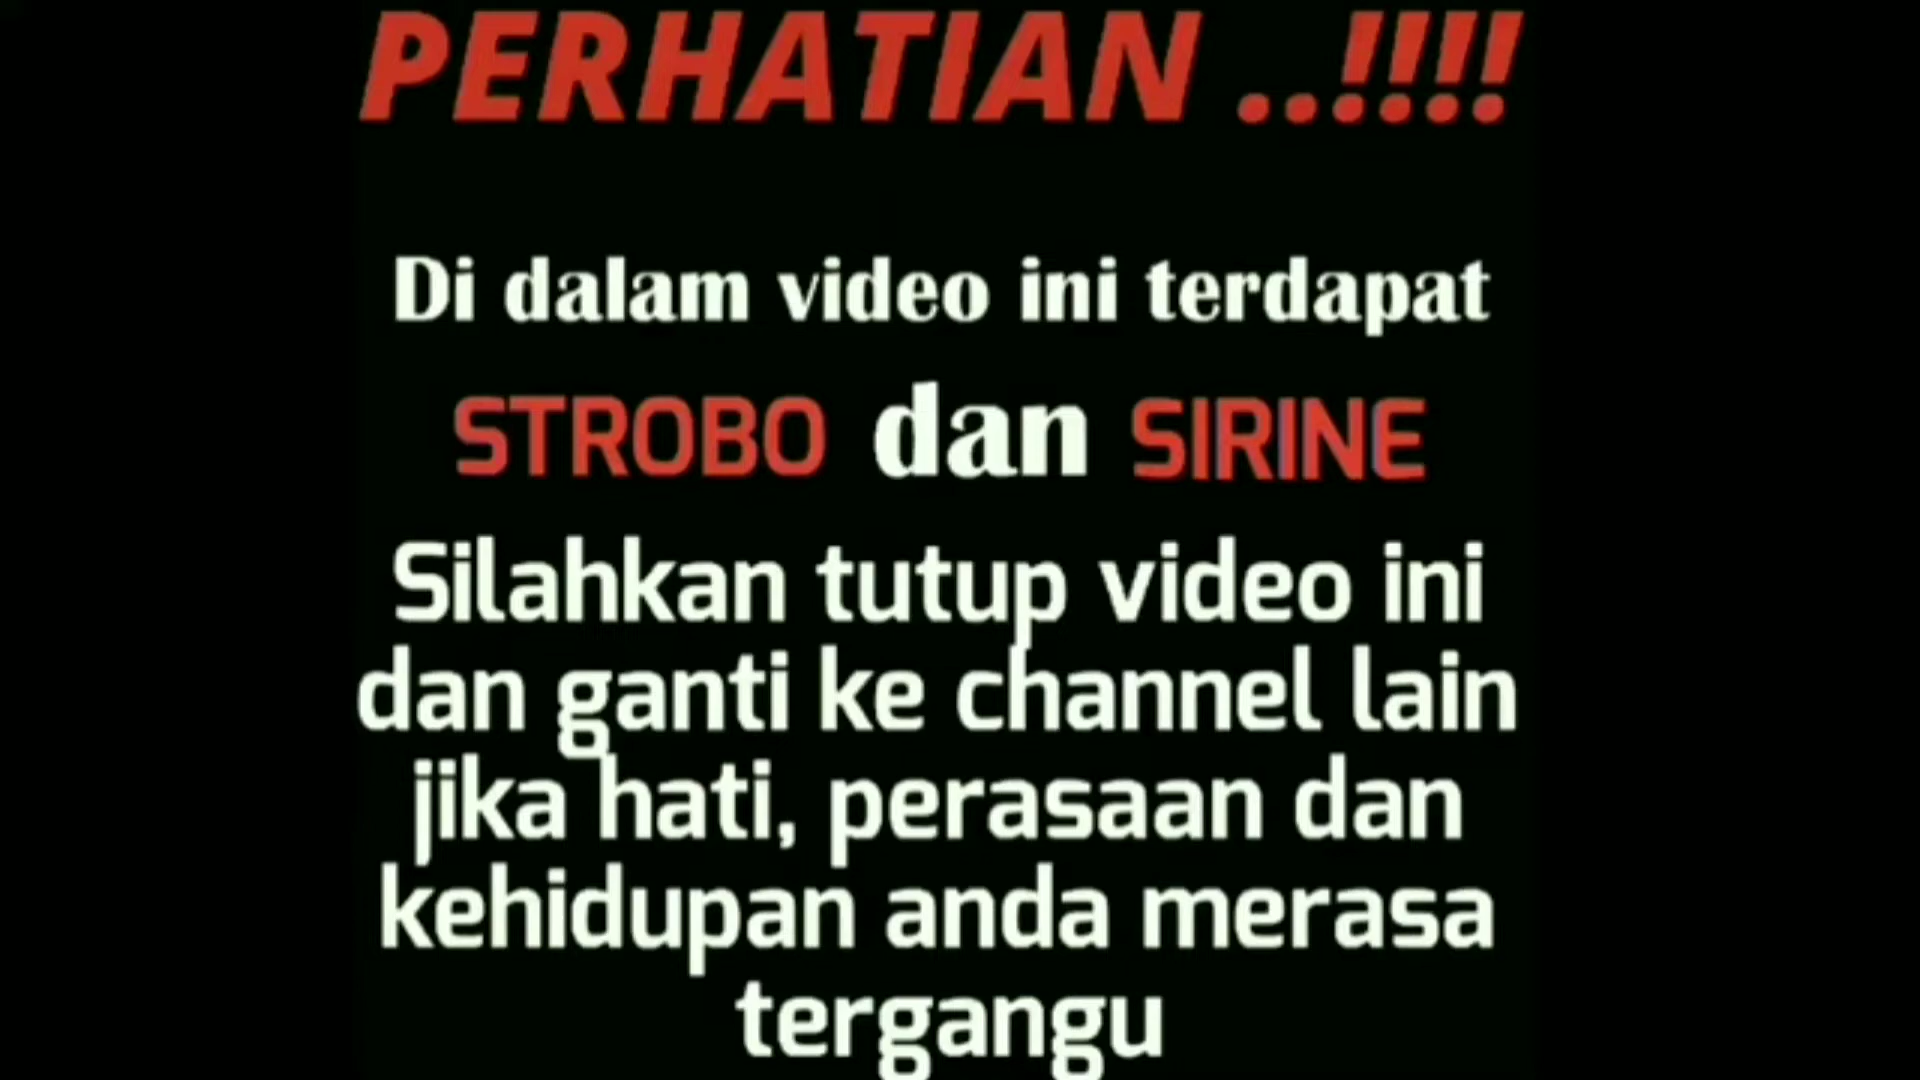 PERHATIAN ..!!!!
Di dalam video ini terdapat
STROBO dan SIRINE
Silahkan tutup video ini
dan ganti ke channel lain
jika hati, perasaan dan
kehidupan anda merasa
tergangu